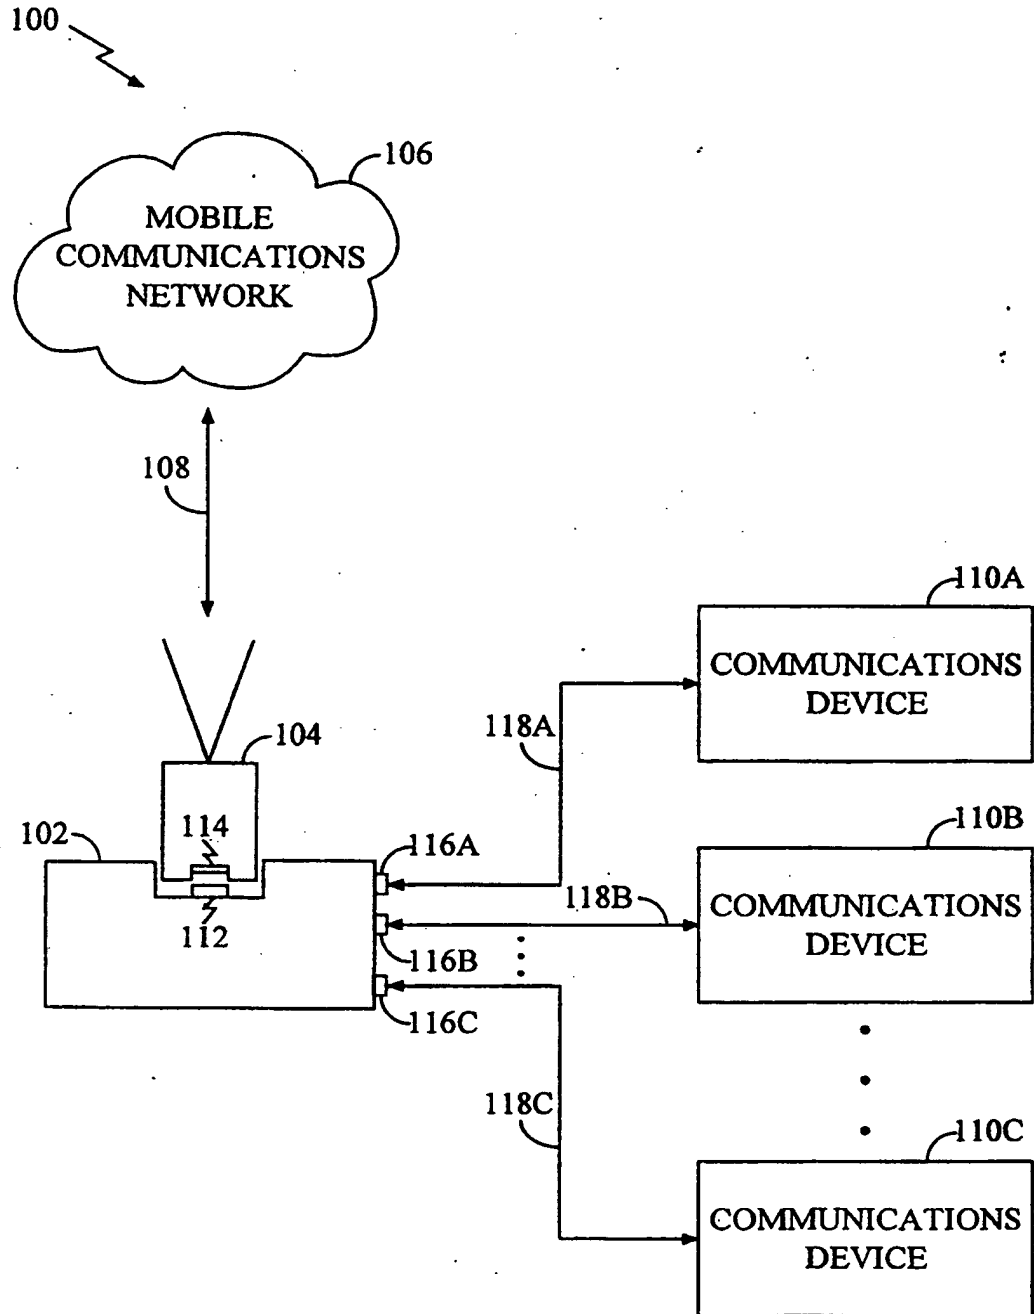 100
106
MOBILE
COMMUNICATIONS
NETWORK
108
110A
COMMUNICATIONS
DEVICE
118A
104
114
102
116A
110B
118B
COMMUNICATIONS
DEVICE
112
116B
116C
118C
110C
COMMUNICATIONS
DEVICE